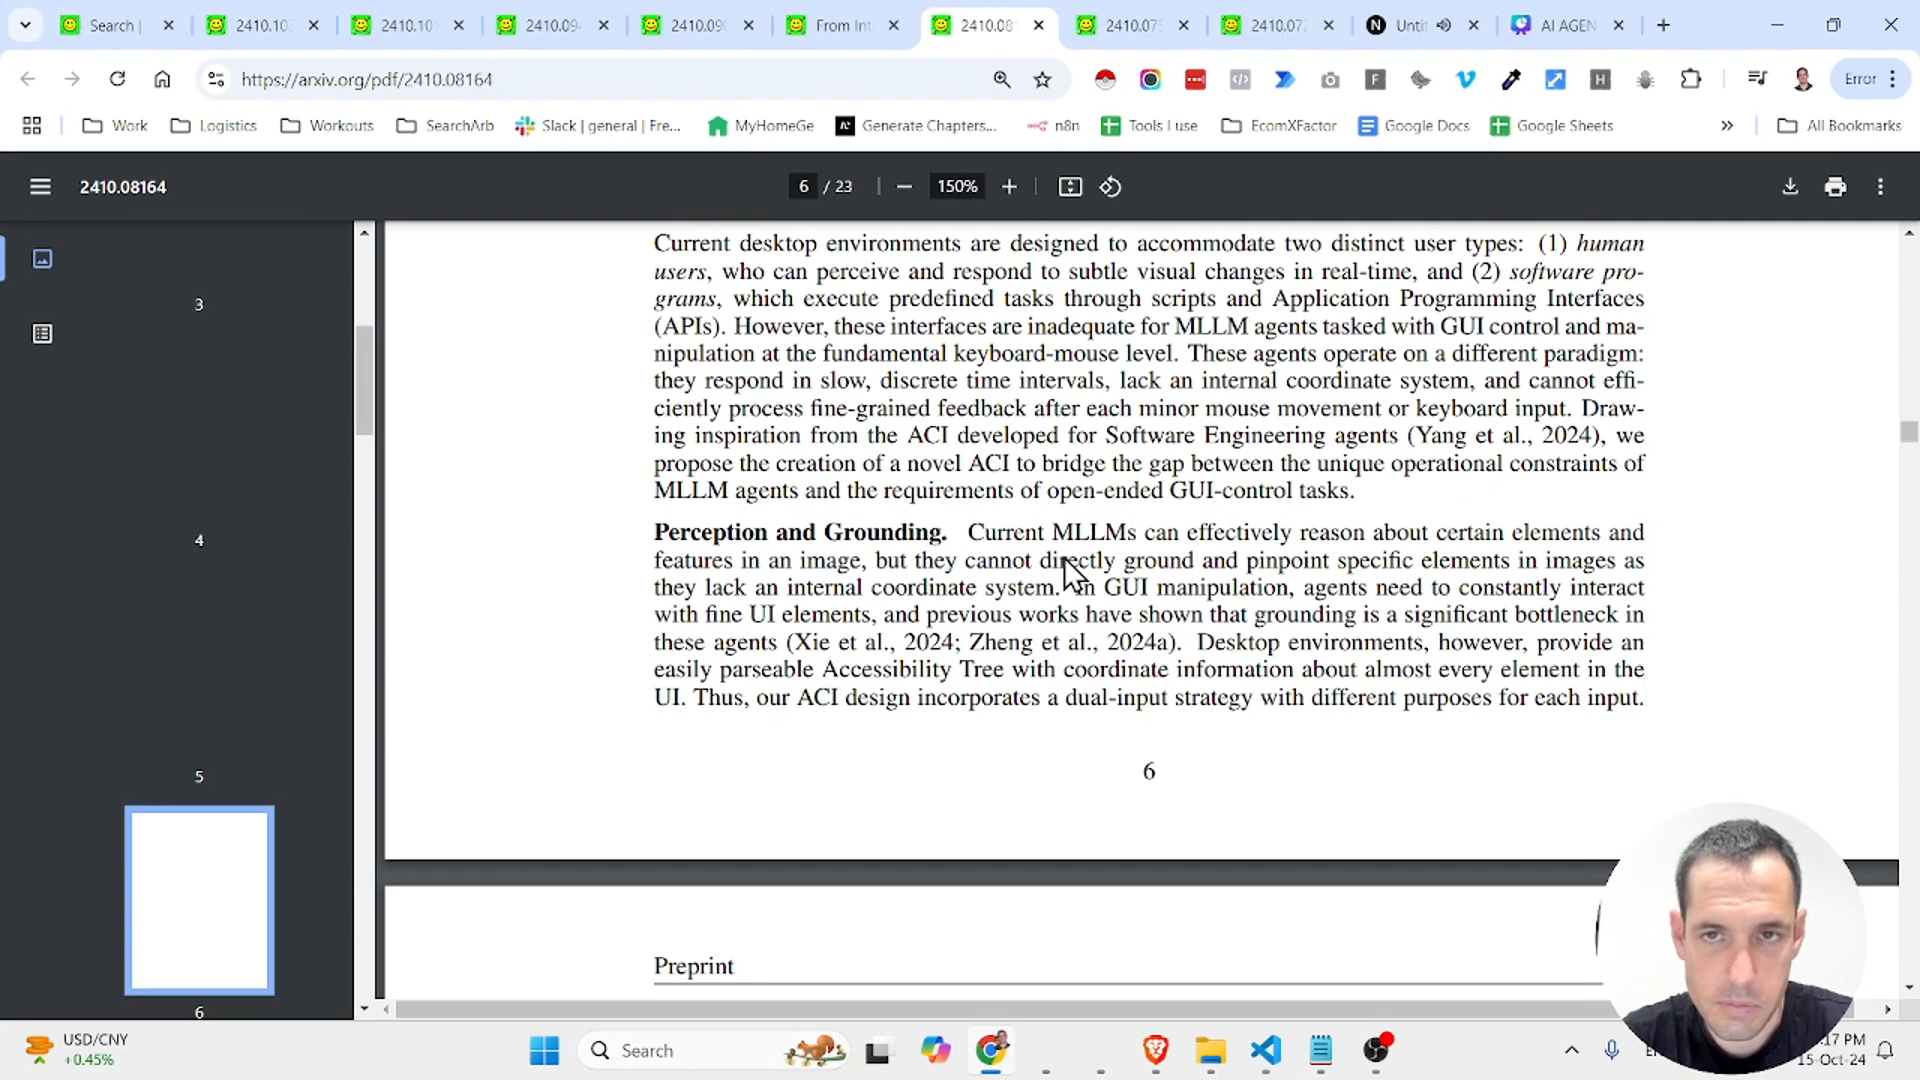 Search |
2410.10
2410.101
2410.094
2410.090
From Int
2410.081
2410.075
2410.072
Unti
AI AGEN
https://arxiv.org/pdf/2410.08164
Error
Work
Logistics
Workouts
SearchArb
Slack | general | Fre...
MyHomeGe
Generate Chapters...
n8n
Tools I use
EcomXFactor
Google Docs
Google Sheets
All Bookmarks
2410.08164
6 / 23
150%
3
4
5
6
Current desktop environments are designed to accommodate two distinct user types: (1) human
users, who can perceive and respond to subtle visual changes in real-time, and (2) software pro-
grams, which execute predefined tasks through scripts and Application Programming Interfaces
(APIs). However, these interfaces are inadequate for MLLM agents tasked with GUI control and ma-
nipulation at the fundamental keyboard-mouse level. These agents operate on a different paradigm:
they respond in slow, discrete time intervals, lack an internal coordinate system, and cannot effi-
ciently process fine-grained feedback after each minor mouse movement or keyboard input. Draw-
ing inspiration from the ACI developed for Software Engineering agents (Yang et al., 2024), we
propose the creation of a novel ACI to bridge the gap between the unique operational constraints of
MLLM agents and the requirements of open-ended GUI-control tasks.
Perception and Grounding. Current MLLMs can effectively reason about certain elements and
features in an image, but they cannot directly ground and pinpoint specific elements in images as
they lack an internal coordinate system. In GUI manipulation, agents need to constantly interact
with fine UI elements, and previous works have shown that grounding is a significant bottleneck in
these agents (Xie et al., 2024; Zheng et al., 2024a). Desktop environments, however, provide an
easily parseable Accessibility Tree with coordinate information about almost every element in the
UI. Thus, our ACI design incorporates a dual-input strategy with different purposes for each input.
6
Preprint
USD/CNY
+0.45%
Search
:17 PM
15-Oct-24